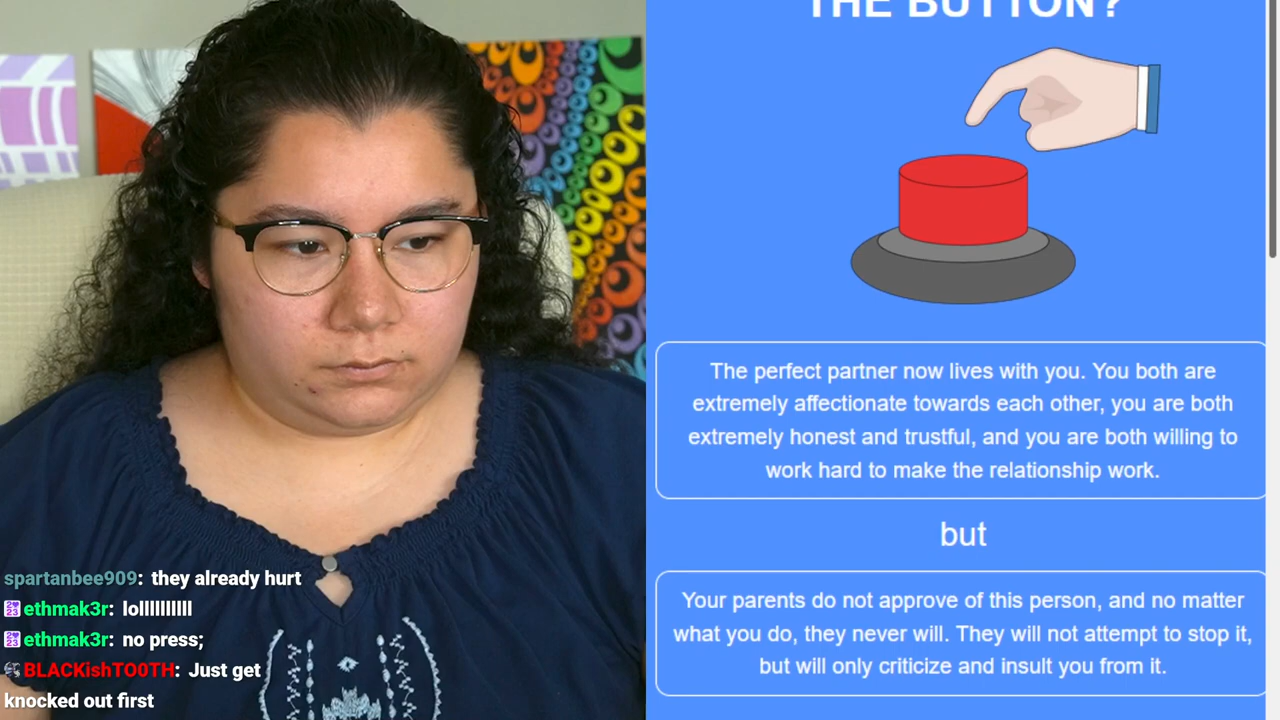 THE BUTTON?
The perfect partner now lives with you. You both are
extremely affectionate towards each other, you are both
extremely honest and trustful, and you are both willing to
work hard to make the relationship work.
but
Your parents do not approve of this person, and no matter
what you do, they never will. They will not attempt to stop it,
but will only criticize and insult you from it.
spartanbee909: they already hurt
ethmak3r: lollllllllll
ethmak3r: no press;
BLACKishTO0TH: Just get
knocked out first